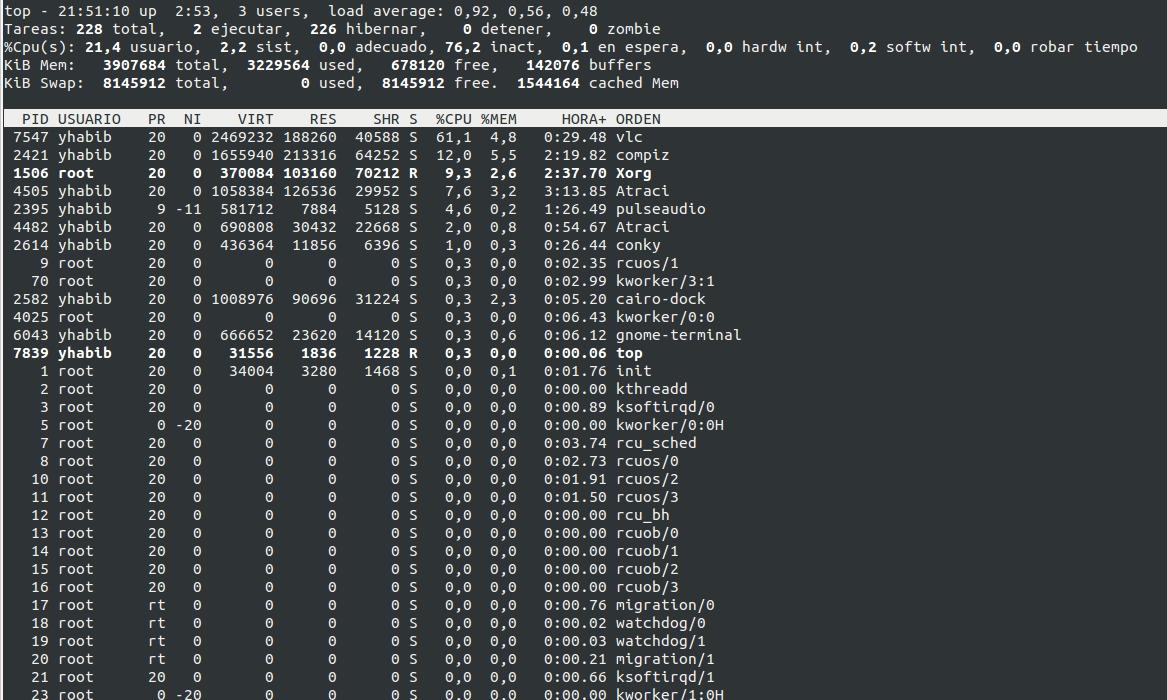 top - 21:51:10 up  2:53,  3 users,  load average: 0,92, 0,56, 0,48
Tareas: 228 total,   2 ejecutar, 226 hibernar,   0 detener,   0 zombie
%Cpu(s): 21,4 usuario,  2,2 sist,  0,0 adecuado, 76,2 inact,  0,1 en espera,  0,0 hardw int,  0,2 softw int,  0,0 robar tiempo
KiB Mem:   3907684 total,  3229564 used,   678120 free,   142076 buffers
KiB Swap:  8145912 total,        0 used,  8145912 free.  1544164 cached Mem
PID USUARIO   PR  NI    VIRT    RES    SHR S  %CPU %MEM     HORA+ ORDEN
7547 yhabib    20   0 2469232 188260  40588 S  61,1  4,8   0:29.48 vlc
2421 yhabib    20   0 1655940 213316  64252 S  12,0  5,5   2:19.82 compiz
1506 root      20   0  370084 103160  70212 R   9,3  2,6   2:37.70 Xorg
4505 yhabib    20   0 1058384 126536  29952 S   7,6  3,2   3:13.85 Atraci
2395 yhabib     9 -11  581712   7884   5128 S   4,6  0,2   1:26.49 pulseaudio
4482 yhabib    20   0  690808  30432  22668 S   2,0  0,8   0:54.67 Atraci
2614 yhabib    20   0  436364  11856   6396 S   1,0  0,3   0:26.44 conky
9 root      20   0       0      0      0 S   0,3  0,0   0:02.35 rcuos/1
70 root      20   0       0      0      0 S   0,3  0,0   0:02.99 kworker/3:1
2582 yhabib    20   0 1008976  90696  31224 S   0,3  2,3   0:05.20 cairo-dock
4025 root      20   0       0      0      0 S   0,3  0,0   0:06.43 kworker/0:0
6043 yhabib    20   0  666652  23620  14120 S   0,3  0,6   0:06.12 gnome-terminal
7839 yhabib    20   0   31556   1836   1228 R   0,3  0,0   0:00.06 top
1 root      20   0   34004   3280   1468 S   0,0  0,1   0:01.76 init
2 root      20   0       0      0      0 S   0,0  0,0   0:00.00 kthreadd
3 root      20   0       0      0      0 S   0,0  0,0   0:00.89 ksoftirqd/0
5 root       0 -20       0      0      0 S   0,0  0,0   0:00.00 kworker/0:0H
7 root      20   0       0      0      0 S   0,0  0,0   0:03.74 rcu_sched
8 root      20   0       0      0      0 S   0,0  0,0   0:02.73 rcuos/0
10 root      20   0       0      0      0 S   0,0  0,0   0:01.91 rcuos/2
11 root      20   0       0      0      0 S   0,0  0,0   0:01.50 rcuos/3
12 root      20   0       0      0      0 S   0,0  0,0   0:00.00 rcu_bh
13 root      20   0       0      0      0 S   0,0  0,0   0:00.00 rcuob/0
14 root      20   0       0      0      0 S   0,0  0,0   0:00.00 rcuob/1
15 root      20   0       0      0      0 S   0,0  0,0   0:00.00 rcuob/2
16 root      20   0       0      0      0 S   0,0  0,0   0:00.00 rcuob/3
17 root      rt   0       0      0      0 S   0,0  0,0   0:00.76 migration/0
18 root      rt   0       0      0      0 S   0,0  0,0   0:00.02 watchdog/0
19 root      rt   0       0      0      0 S   0,0  0,0   0:00.03 watchdog/1
20 root      rt   0       0      0      0 S   0,0  0,0   0:00.21 migration/1
21 root      20   0       0      0      0 S   0,0  0,0   0:00.66 ksoftirqd/1
23 root       0 -20       0      0      0 S   0,0  0,0   0:00.00 kworker/1:0H